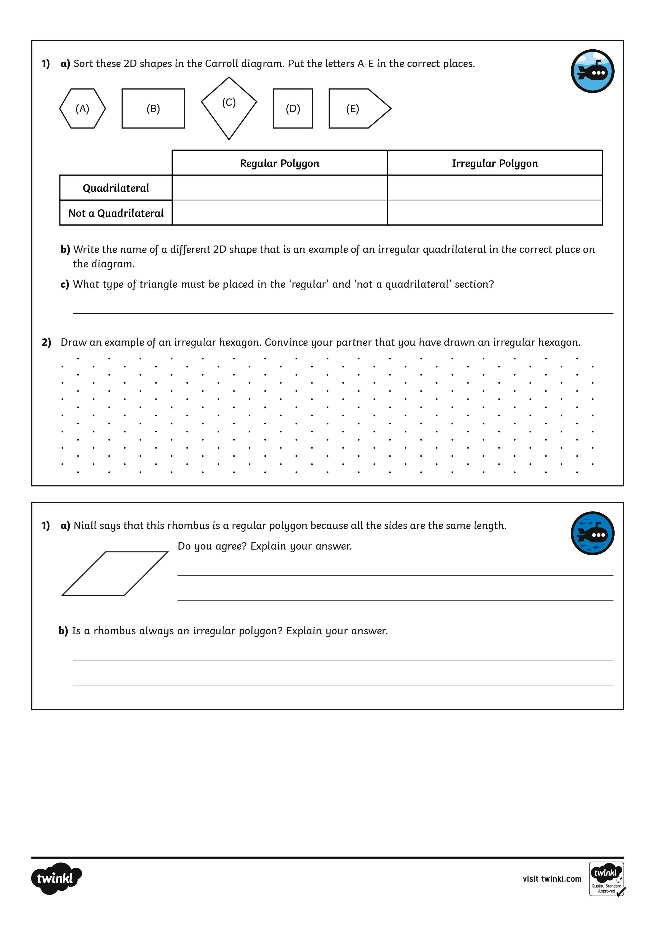 1) a) Sort these 2D shapes in the Carroll diagram. Put the letters A-E in the correct places.
(A) (B) (C) (D) (E)
Regular Polygon Irregular Polygon
Quadrilateral
Not a Quadrilateral
b) Write the name of a different 2D shape that is an example of an irregular quadrilateral in the correct place on
the diagram.
c) What type of triangle must be placed in the ‘regular’ and ‘not a quadrilateral’ section?
2) Draw an example of an irregular hexagon. Convince your partner that you have drawn an irregular hexagon.
1) a) Niall says that this rhombus is a regular polygon because all the sides are the same length.
Do you agree? Explain your answer.
b) Is a rhombus always an irregular polygon? Explain your answer.
twinkl
visit twinkl.com
twinkl
Quality Standard
Approved